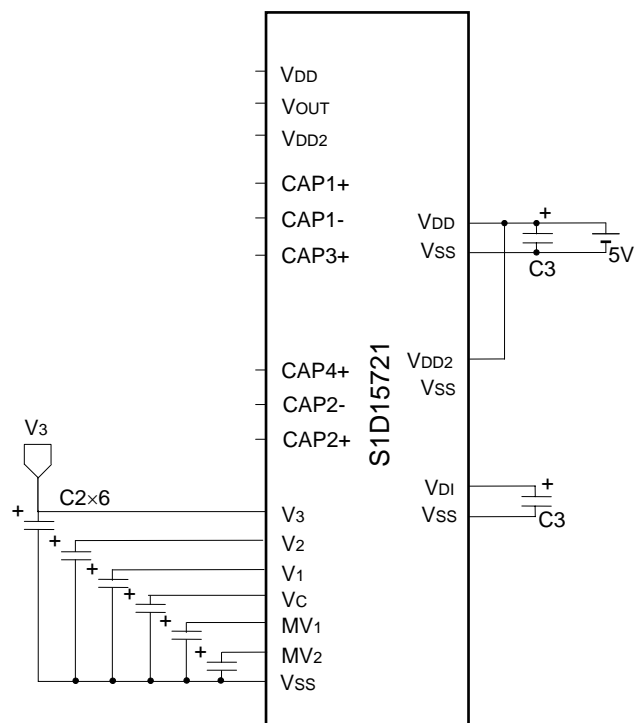 VDD
VOUT
VDD2
CAP1+
CAP1-
CAP3+
CAP4+
CAP2-
CAP2+
V3
C2×6
V3
V2
V1
VC
MV1
MV2
VSS
+
+
+
+
+
+
S1D15721
VDD
VSS
VDD2
VSS
VDI
VSS
+
C3
5V
+
C3